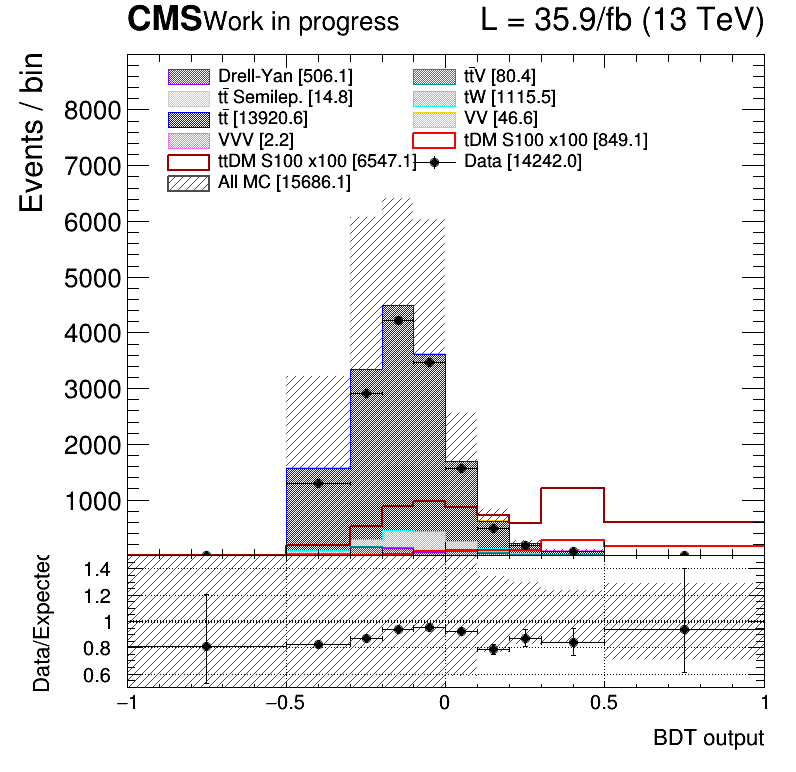 CMS Work in progress L = 35.9/fb (13 TeV)
Events / bin
Drell-Yan [506.1] tt̄V [80.4]
tt̄ Semilep. [14.8] tW [1115.5]
tt̄ [13920.6] VV [46.6]
VVV [2.2] tDM S100 x100 [849.1]
ttDM S100 x100 [6547.1] Data [14242.0]
All MC [15686.1]
8000
7000
6000
5000
4000
3000
2000
1000
Data/Expected
1.4
1.2
1
0.8
0.6
−1 −0.5 0 0.5 1
BDT output